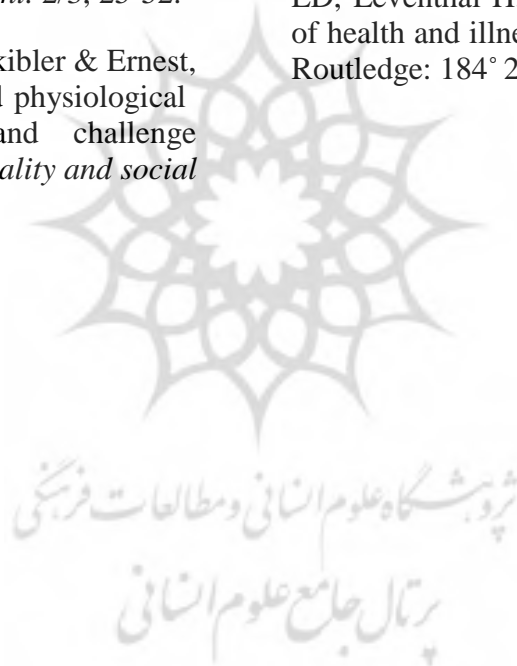 2/3, 25-32.
kibler & Ernest,
physiological
and challenge
ality and social
ED, Leventhal H
of health and illne
Routledge: 184° 2
پژوهشگاه علوم انسانی و مطالعات فرهنگی
پرتال جامع علوم انسانی